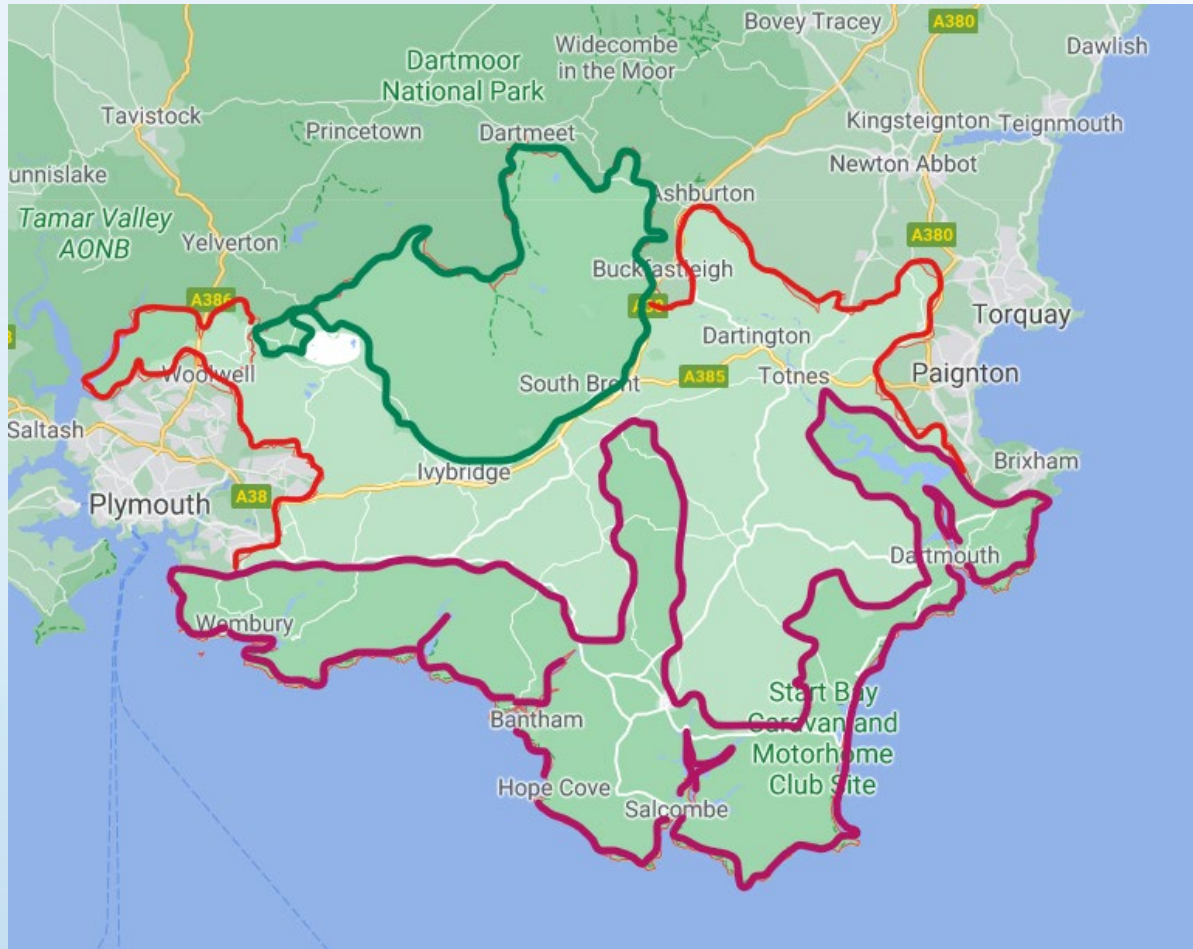 Bovey Tracey
A380
Dawlish
Widecombe
in the Moor
Dartmoor
National Park
Tavistock
Princetown
Dartmeet
Kingsteignton
Teignmouth
Newton Abbot
unnislake
Ashburton
Tamar Valley
AONB
Yelverton
A380
Buckfastleigh
A386
Torquay
Dartington
Woolwell
South Brent
A385
Totnes
Paignton
Saltash
Ivybridge
Brixham
Plymouth
A38
Dartmouth
Wembury
Start Bay
Caravan and
Motorhome
Club Site
Bantham
Hope Cove
Salcombe